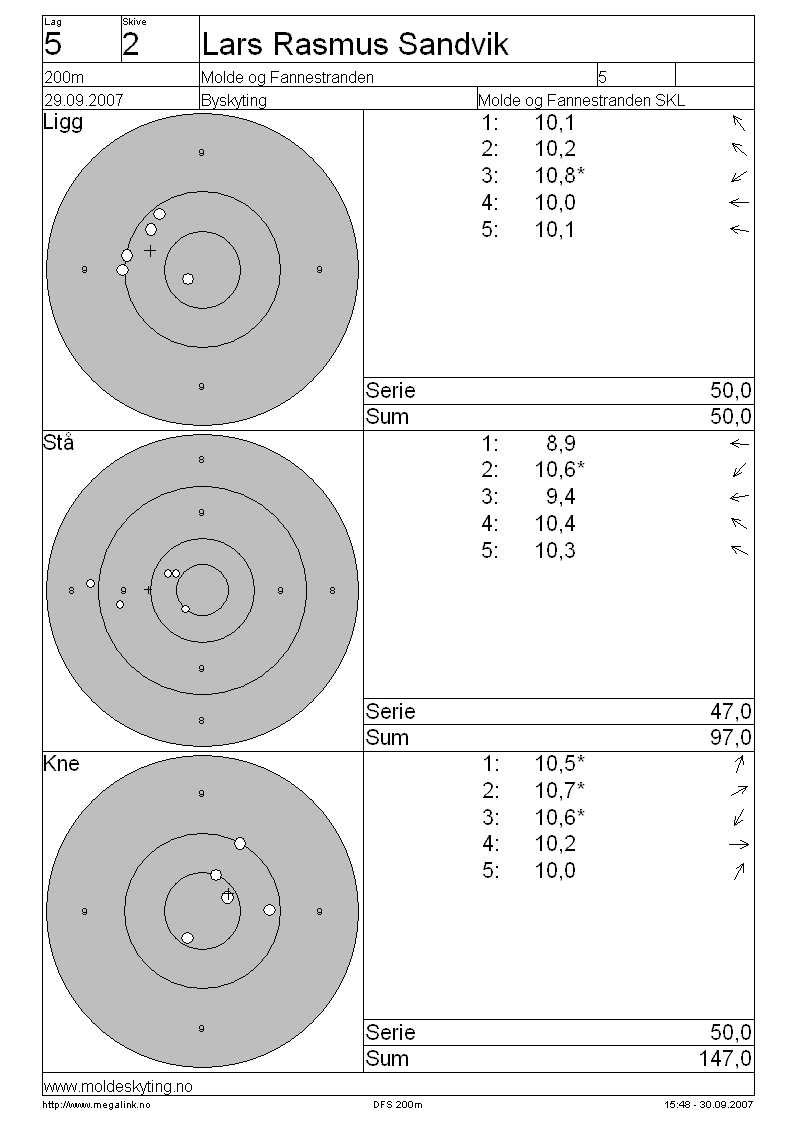 Lag Skive
5 2 Lars Rasmus Sandvik
200m Molde og Fannestranden 5
29.09.2007 Byskyting Molde og Fannestranden SKL
Ligg
9
9 9
9
1: 10,1
2: 10,2
3: 10,8*
4: 10,0
5: 10,1
Serie 50,0
Sum 50,0
Stå
8
9
8 9 9 8
9
8
1: 8,9
2: 10,6*
3: 9,4
4: 10,4
5: 10,3
Serie 47,0
Sum 97,0
Kne
9
9 9
9
1: 10,5*
2: 10,7*
3: 10,6*
4: 10,2
5: 10,0
Serie 50,0
Sum 147,0
www.moldeskyting.no
http://www.megalink.no DFS 200m 15:48 - 30.09.2007